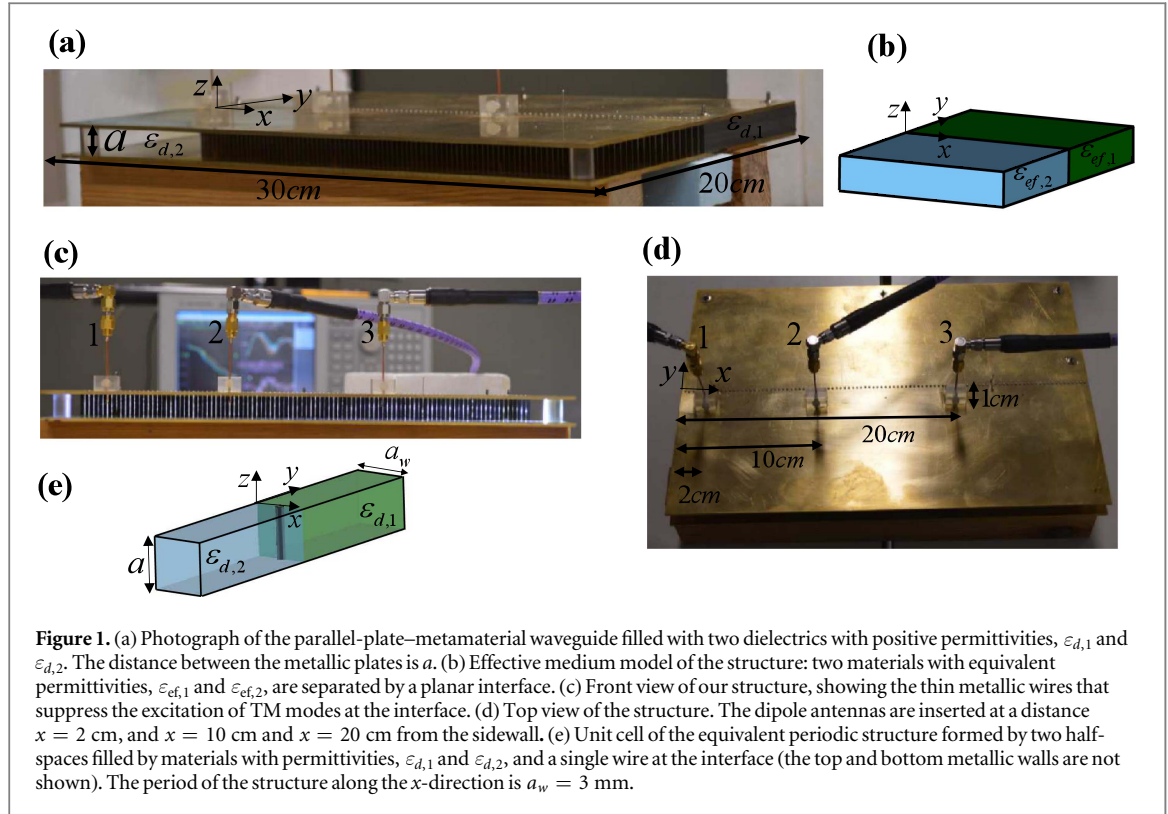 (a)
(b)
z
y
x
a
ε_{d,2}
ε_{d,1}
30cm
20cm
z
y
x
ε_{ef,1}
ε_{ef,2}
(c)
(d)
1
2
3
1
2
3
y
x
1cm
20cm
10cm
2cm
(e)
a_w
z
y
x
ε_{d,1}
ε_{d,2}
a
Figure 1. (a) Photograph of the parallel-plate–metamaterial waveguide filled with two dielectrics with positive permittivities, ε_{d,1} and
ε_{d,2}. The distance between the metallic plates is a. (b) Effective medium model of the structure: two materials with equivalent
permittivities, ε_{ef,1} and ε_{ef,2}, are separated by a planar interface. (c) Front view of our structure, showing the thin metallic wires that
suppress the excitation of TM modes at the interface. (d) Top view of the structure. The dipole antennas are inserted at a distance
x = 2 cm, and x = 10 cm and x = 20 cm from the sidewall. (e) Unit cell of the equivalent periodic structure formed by two half-
spaces filled by materials with permittivities, ε_{d,1} and ε_{d,2}, and a single wire at the interface (the top and bottom metallic walls are not
shown). The period of the structure along the x-direction is a_w = 3 mm.